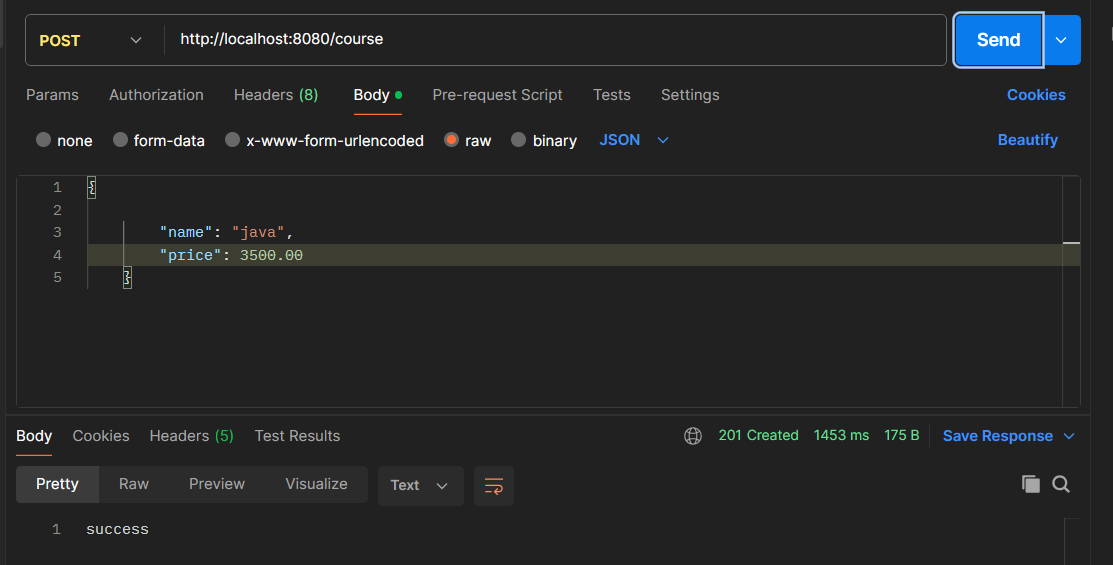 POST http://localhost:8080/course Send
Params Authorization Headers (8) Body Pre-request Script Tests Settings Cookies
none form-data x-www-form-urlencoded raw binary JSON Beautify
1 {
2
3 "name": "java",
4 "price": 3500.00
5 }
Body Cookies Headers (5) Test Results 201 Created 1453 ms 175 B Save Response
Pretty Raw Preview Visualize Text
1 success